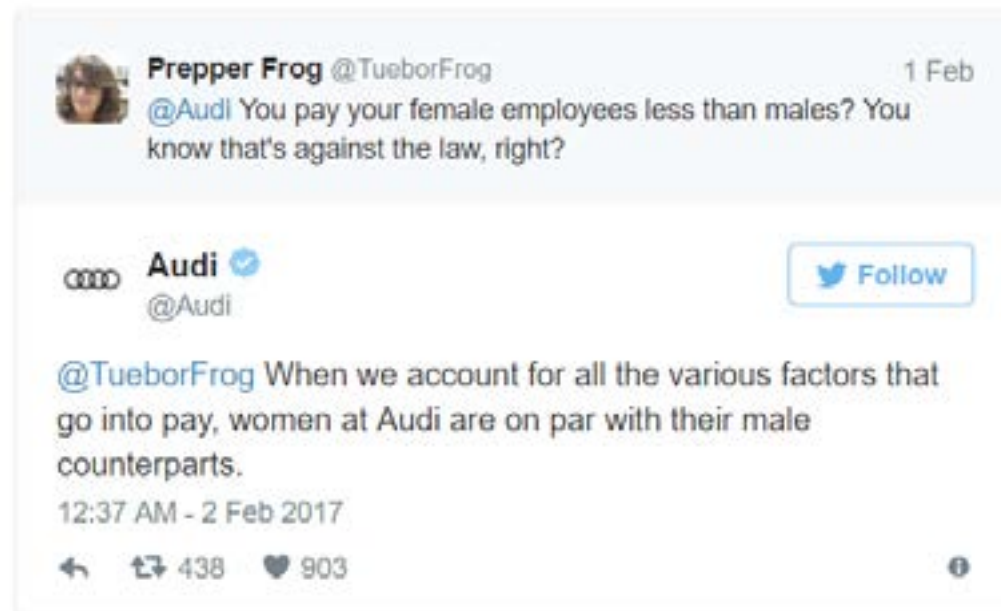 Prepper Frog @TueborFrog 1 Feb
@Audi You pay your female employees less than males? You
know that's against the law, right?
Audi
@Audi
Follow
@TueborFrog When we account for all the various factors that
go into pay, women at Audi are on par with their male
counterparts.
12:37 AM - 2 Feb 2017
438 903